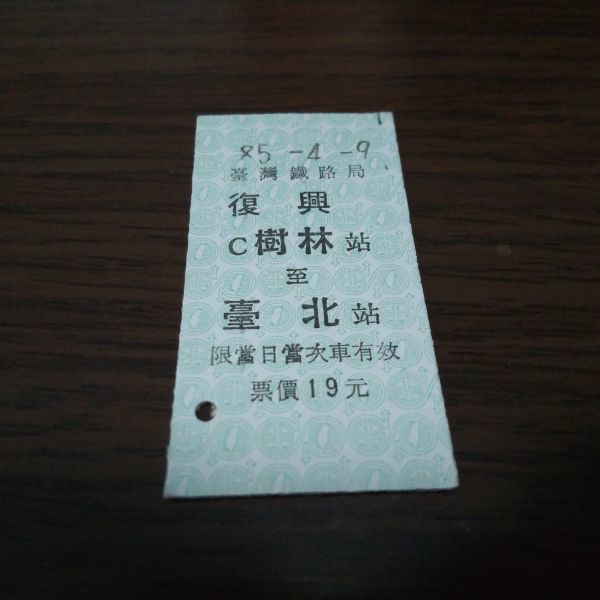 85 -4 -9
臺灣鐵路局
復興
C樹林站
至
臺北站
限當日當次車有效
票價19元